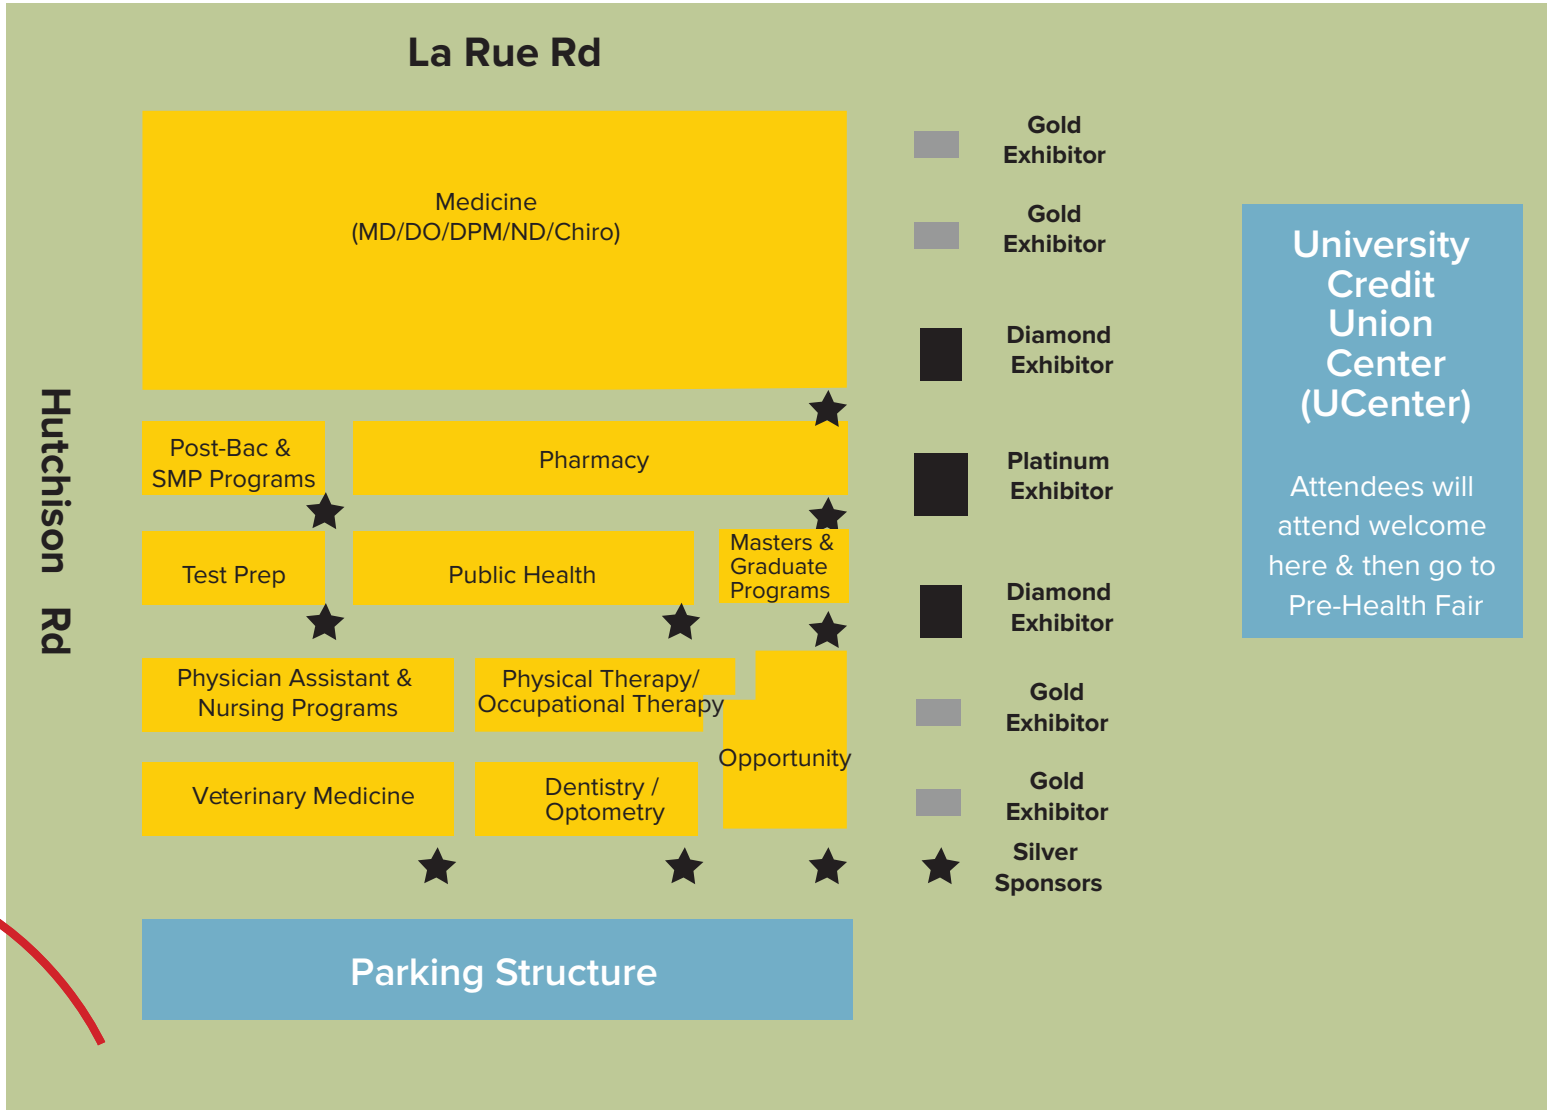 La Rue Rd
Hutchison Rd
Medicine
(MD/DO/DPM/ND/Chiro)
Post-Bac &
SMP Programs
Pharmacy
Test Prep
Public Health
Masters &
Graduate
Programs
Physician Assistant &
Nursing Programs
Physical Therapy/
Occupational Therapy
Opportunity
Veterinary Medicine
Dentistry /
Optometry
Parking Structure
Gold
Exhibitor
Gold
Exhibitor
Diamond
Exhibitor
Platinum
Exhibitor
Diamond
Exhibitor
Gold
Exhibitor
Gold
Exhibitor
Silver
Sponsors
University
Credit
Union
Center
(UCenter)
Attendees will
attend welcome
here & then go to
Pre-Health Fair